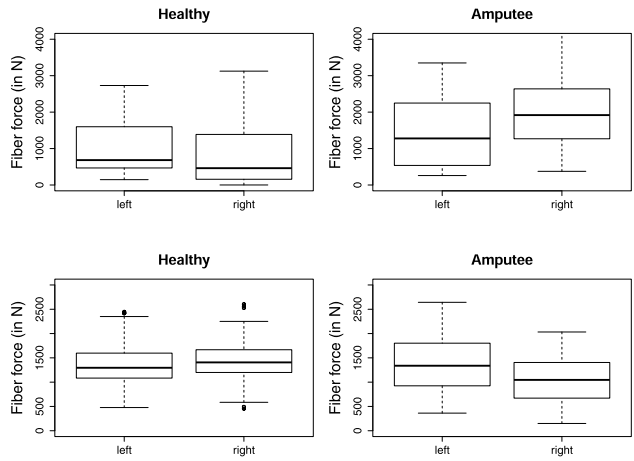 Healthy
Fiber force (in N)
0 1000 2000 3000 4000
left right
Amputee
Fiber force (in N)
0 1000 2000 3000 4000
left right
Healthy
Fiber force (in N)
0 500 1500 2500
left right
Amputee
Fiber force (in N)
0 500 1500 2500
left right